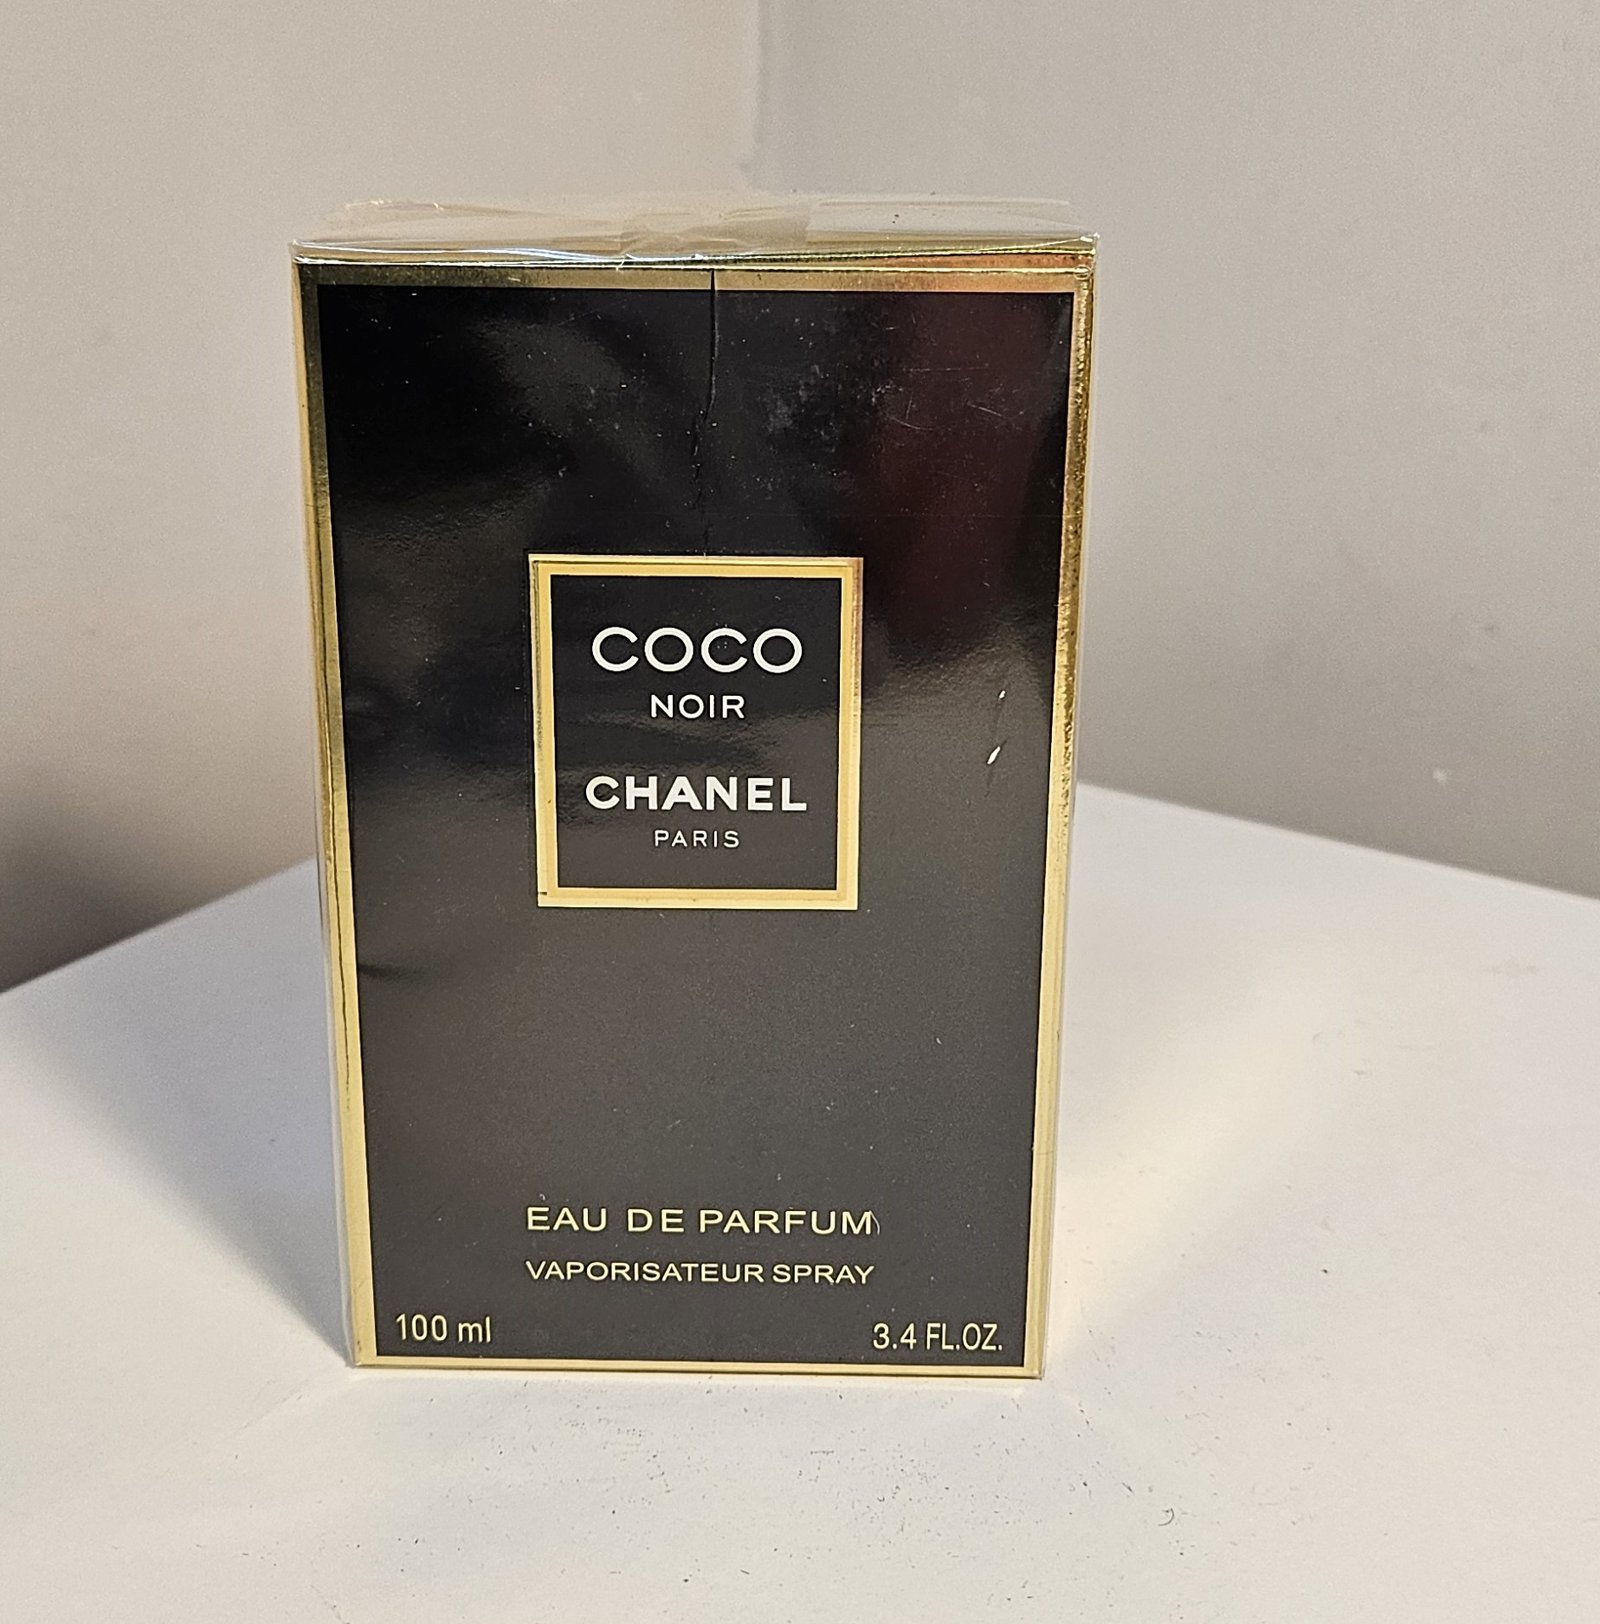 COCO
NOIR
CHANEL
PARIS
EAU DE PARFUM
VAPORISATEUR SPRAY
100 ml 3.4 FL.OZ.